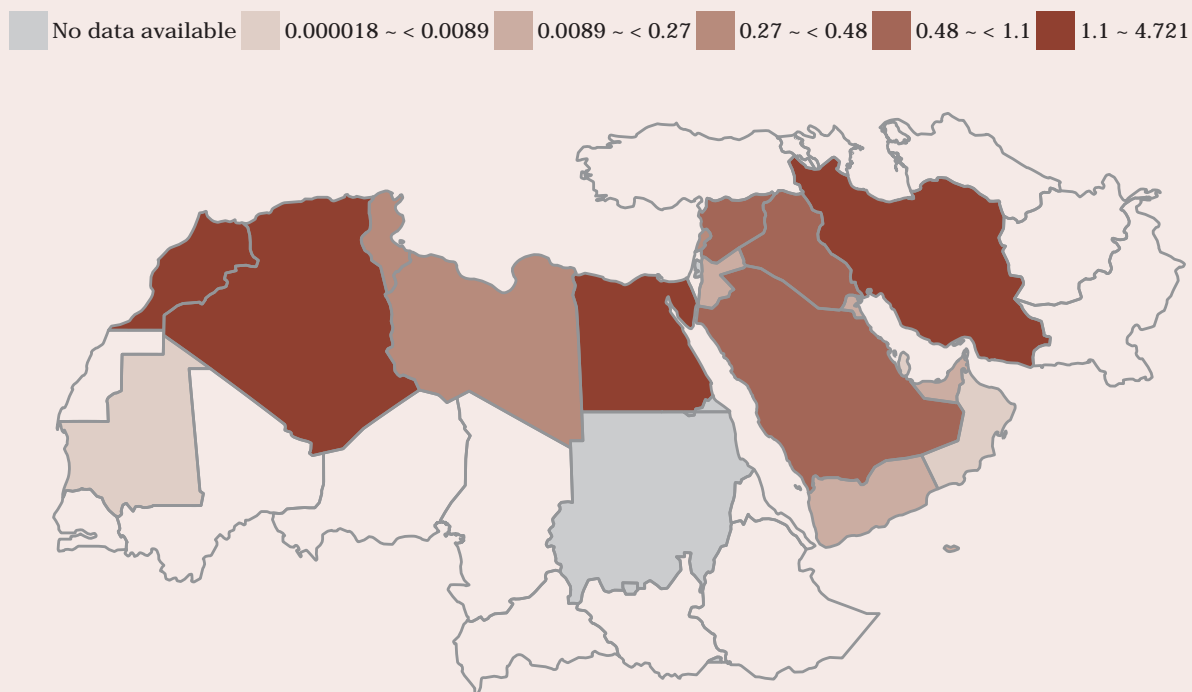 No data available 0.000018 ~ < 0.0089 0.0089 ~ < 0.27 0.27 ~ < 0.48 0.48 ~ < 1.1 1.1 ~ 4.721